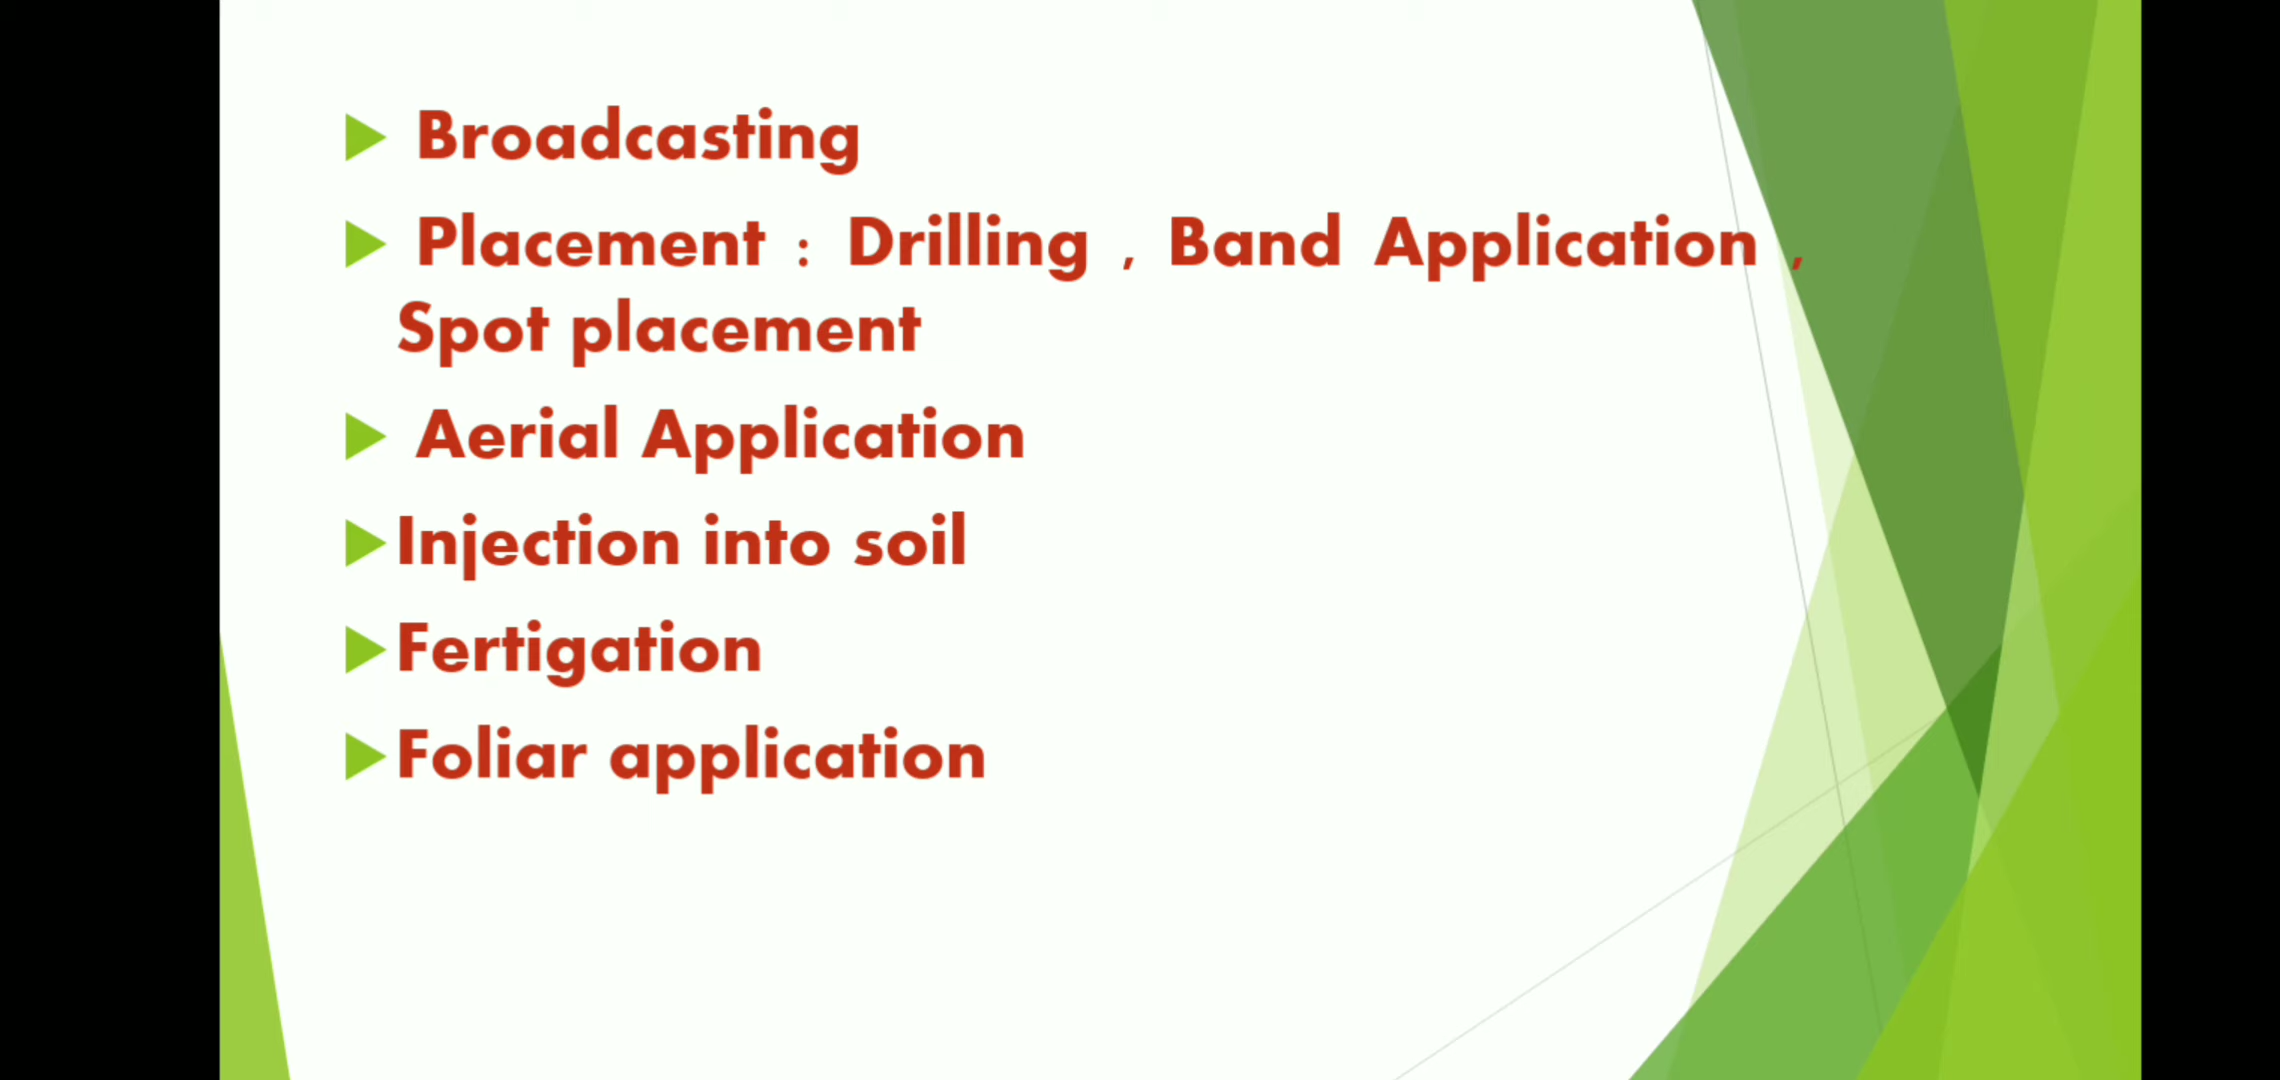 Broadcasting
Placement : Drilling , Band Application ,
Spot placement
Aerial Application
Injection into soil
Fertigation
Foliar application